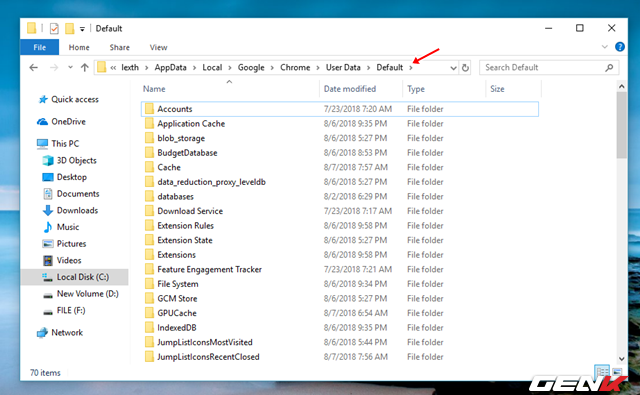 Default
File Home Share View
« lexth › AppData › Local › Google › Chrome › User Data › Default › Search Default
Name Date modified Type Size
Quick access
OneDrive
This PC
3D Objects
Desktop
Documents
Downloads
Music
Pictures
Videos
Local Disk (C:)
New Volume (D:)
FILE (F:)
Network
Accounts 7/23/2018 7:20 AM File folder
Application Cache 8/6/2018 9:35 PM File folder
blob_storage 8/6/2018 5:27 PM File folder
BudgetDatabase 8/6/2018 8:53 PM File folder
Cache 8/7/2018 7:57 AM File folder
data_reduction_proxy_leveldb 8/6/2018 5:27 PM File folder
databases 8/2/2018 6:29 PM File folder
Download Service 7/23/2018 7:17 AM File folder
Extension Rules 8/6/2018 9:58 PM File folder
Extension State 8/6/2018 5:27 PM File folder
Extensions 8/6/2018 9:58 PM File folder
Feature Engagement Tracker 7/23/2018 7:21 AM File folder
File System 8/6/2018 9:34 PM File folder
GCM Store 8/6/2018 5:27 PM File folder
GPUCache 8/7/2018 6:54 AM File folder
IndexedDB 8/6/2018 9:35 PM File folder
JumpListIconsMostVisited 8/6/2018 5:44 PM File folder
JumpListIconsRecentClosed 8/7/2018 7:56 AM File folder
70 items
GENK